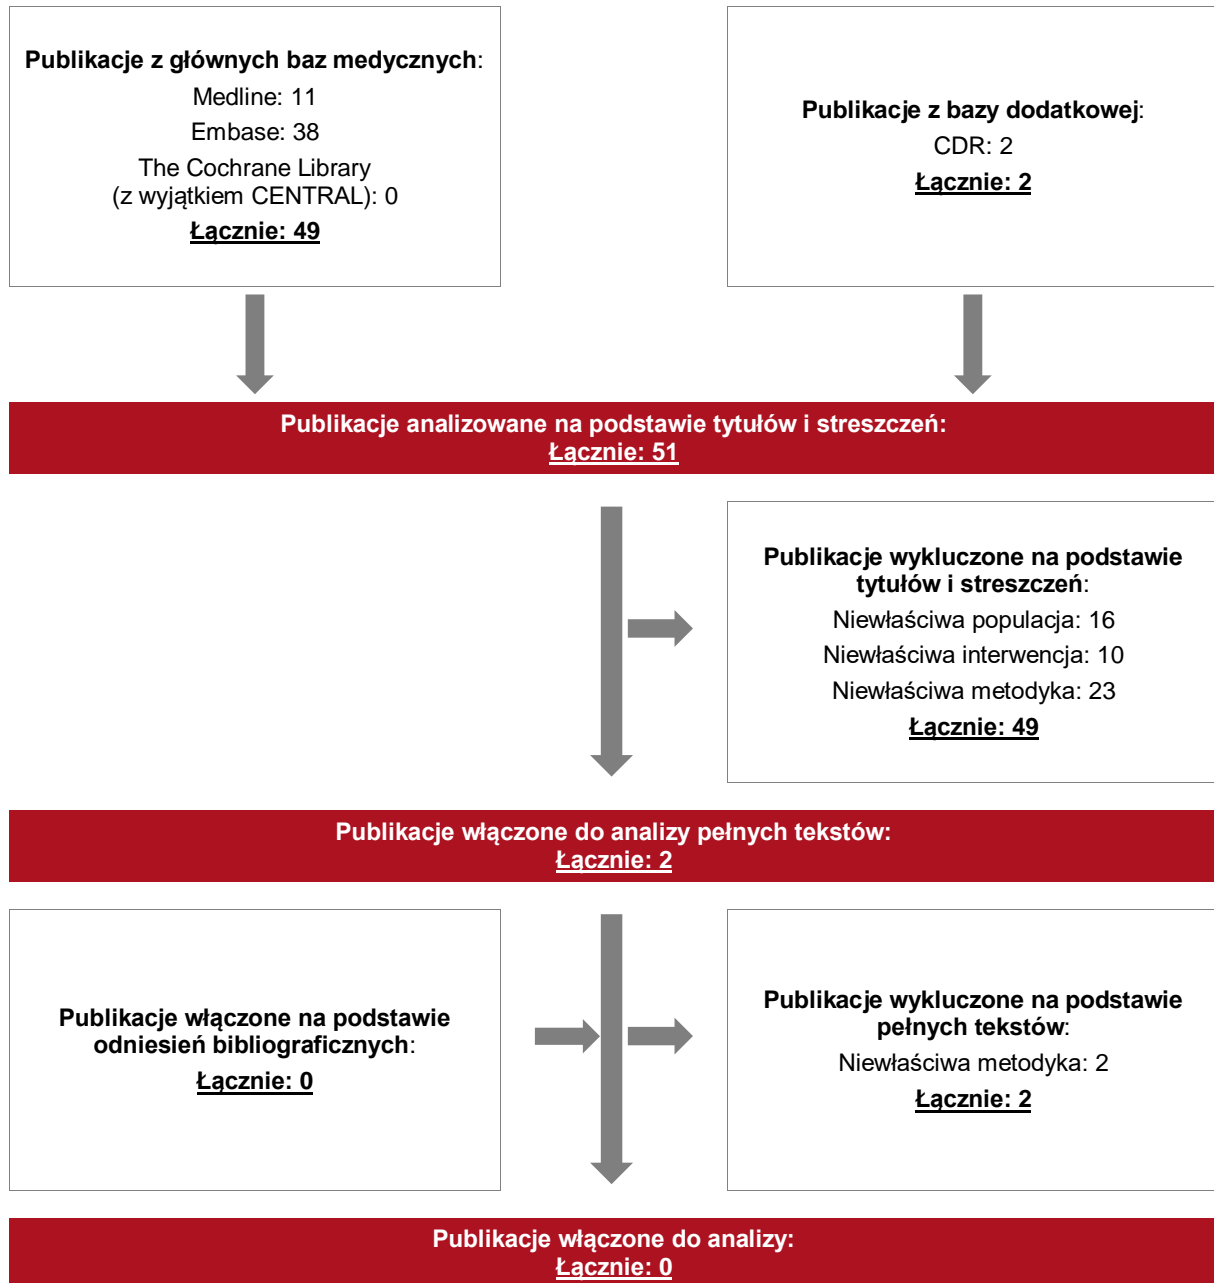 Publikacje z głównych baz medycznych:
Medline: 11
Embase: 38
The Cochrane Library
(z wyjątkiem CENTRAL): 0
Łącznie: 49
Publikacje z bazy dodatkowej:
CDR: 2
Łącznie: 2
Publikacje analizowane na podstawie tytułów i streszczeń:
Łącznie: 51
Publikacje wykluczone na podstawie
tytułów i streszczeń:
Niewłaściwa populacja: 16
Niewłaściwa interwencja: 10
Niewłaściwa metodyka: 23
Łącznie: 49
Publikacje włączone do analizy pełnych tekstów:
Łącznie: 2
Publikacje włączone na podstawie
odniesień bibliograficznych:
Łącznie: 0
Publikacje wykluczone na podstawie
pełnych tekstów:
Niewłaściwa metodyka: 2
Łącznie: 2
Publikacje włączone do analizy:
Łącznie: 0